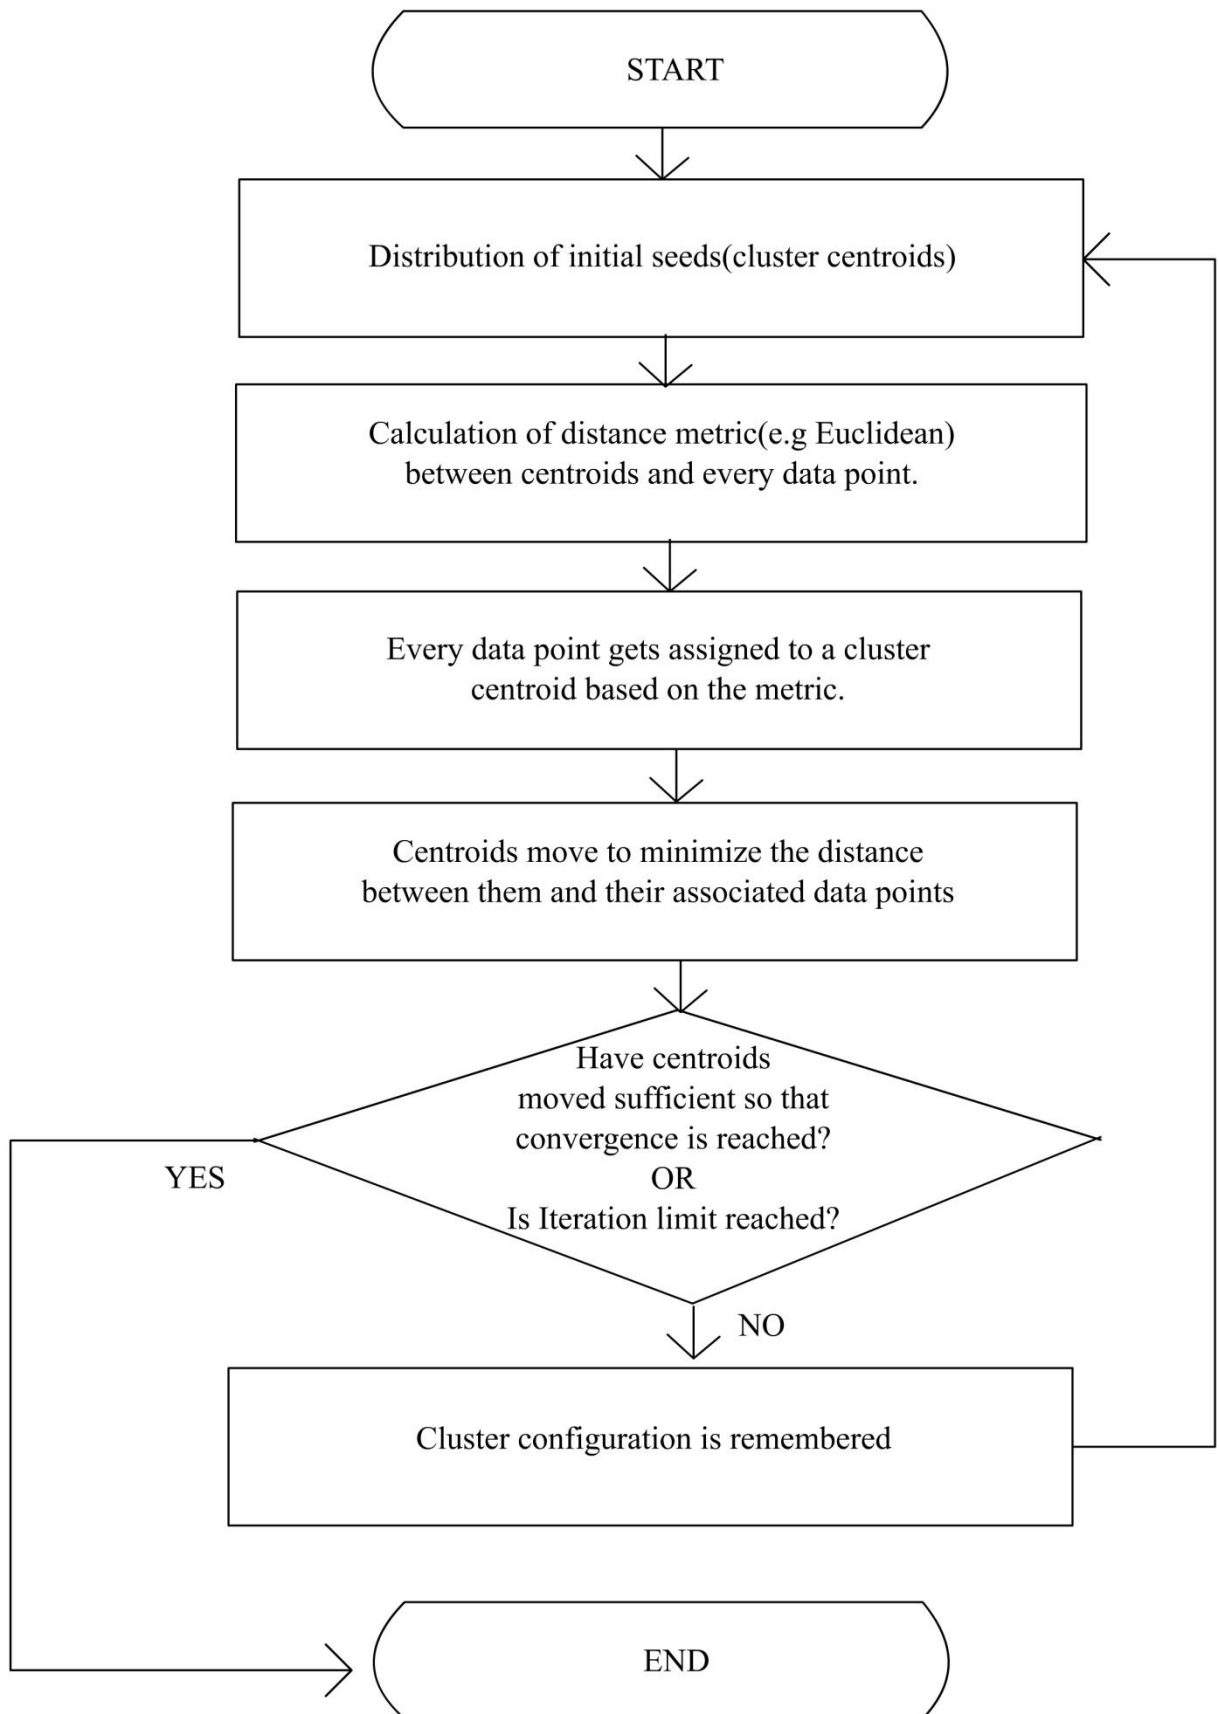 START
Distribution of initial seeds(cluster centroids)
Calculation of distance metric(e.g Euclidean)
between centroids and every data point.
Every data point gets assigned to a cluster
centroid based on the metric.
Centroids move to minimize the distance
between them and their associated data points
Have centroids
moved sufficient so that
convergence is reached?
OR
Is Iteration limit reached?
YES
NO
Cluster configuration is remembered
END